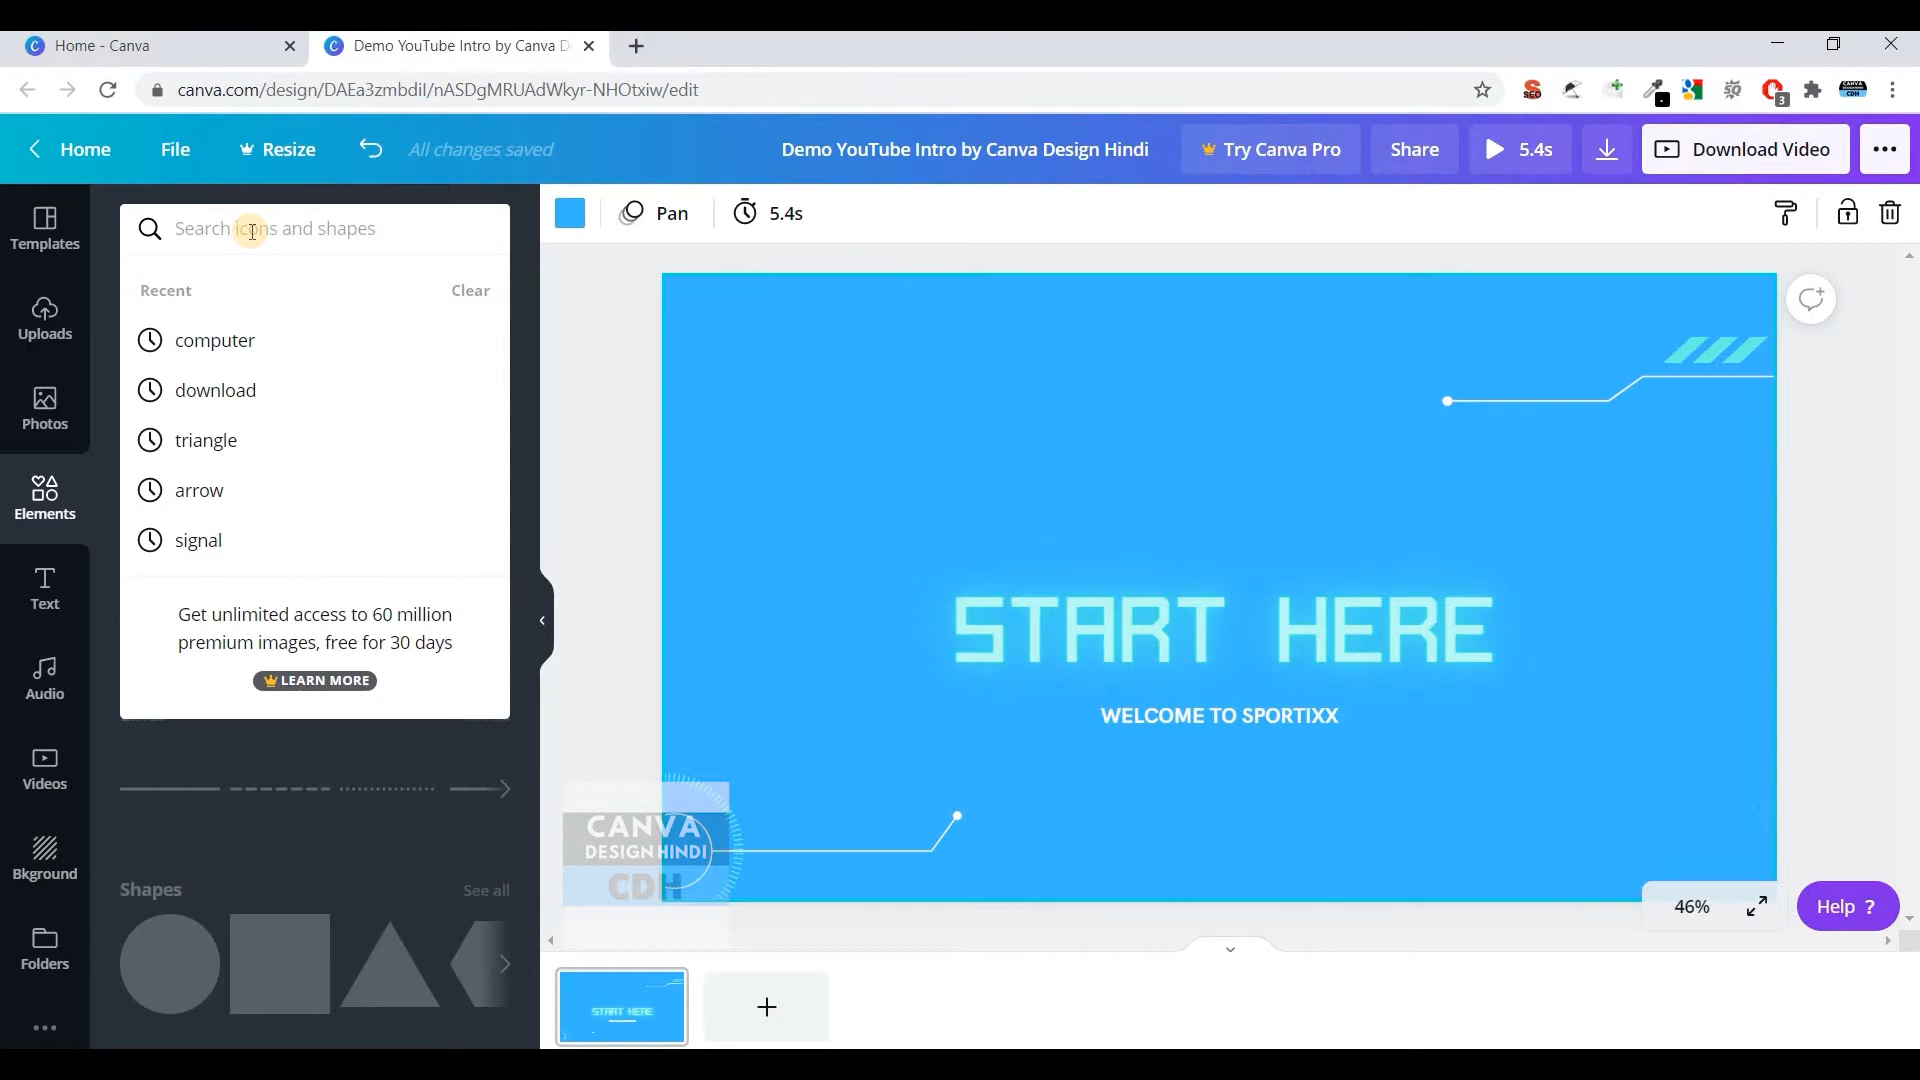 Home - Canva
Demo YouTube Intro by Canva D
canva.com/design/DAEa3zmbdiI/nASDgMRUAdWkyr-NHOtxiw/edit
SEO
3
Home
File
Resize
All changes saved
Demo YouTube Intro by Canva Design Hindi
Try Canva Pro
Share
5.4s
Download Video
Templates
Uploads
Photos
Elements
Text
Audio
Videos
Bkground
Folders
Search icons and shapes
Recent
Clear
computer
download
triangle
arrow
signal
Get unlimited access to 60 million
premium images, free for 30 days
LEARN MORE
Shapes
See all
Pan
5.4s
START HERE
WELCOME TO SPORTIXX
CANVA
DESIGN HINDI
CDH
46%
Help ?
START HERE